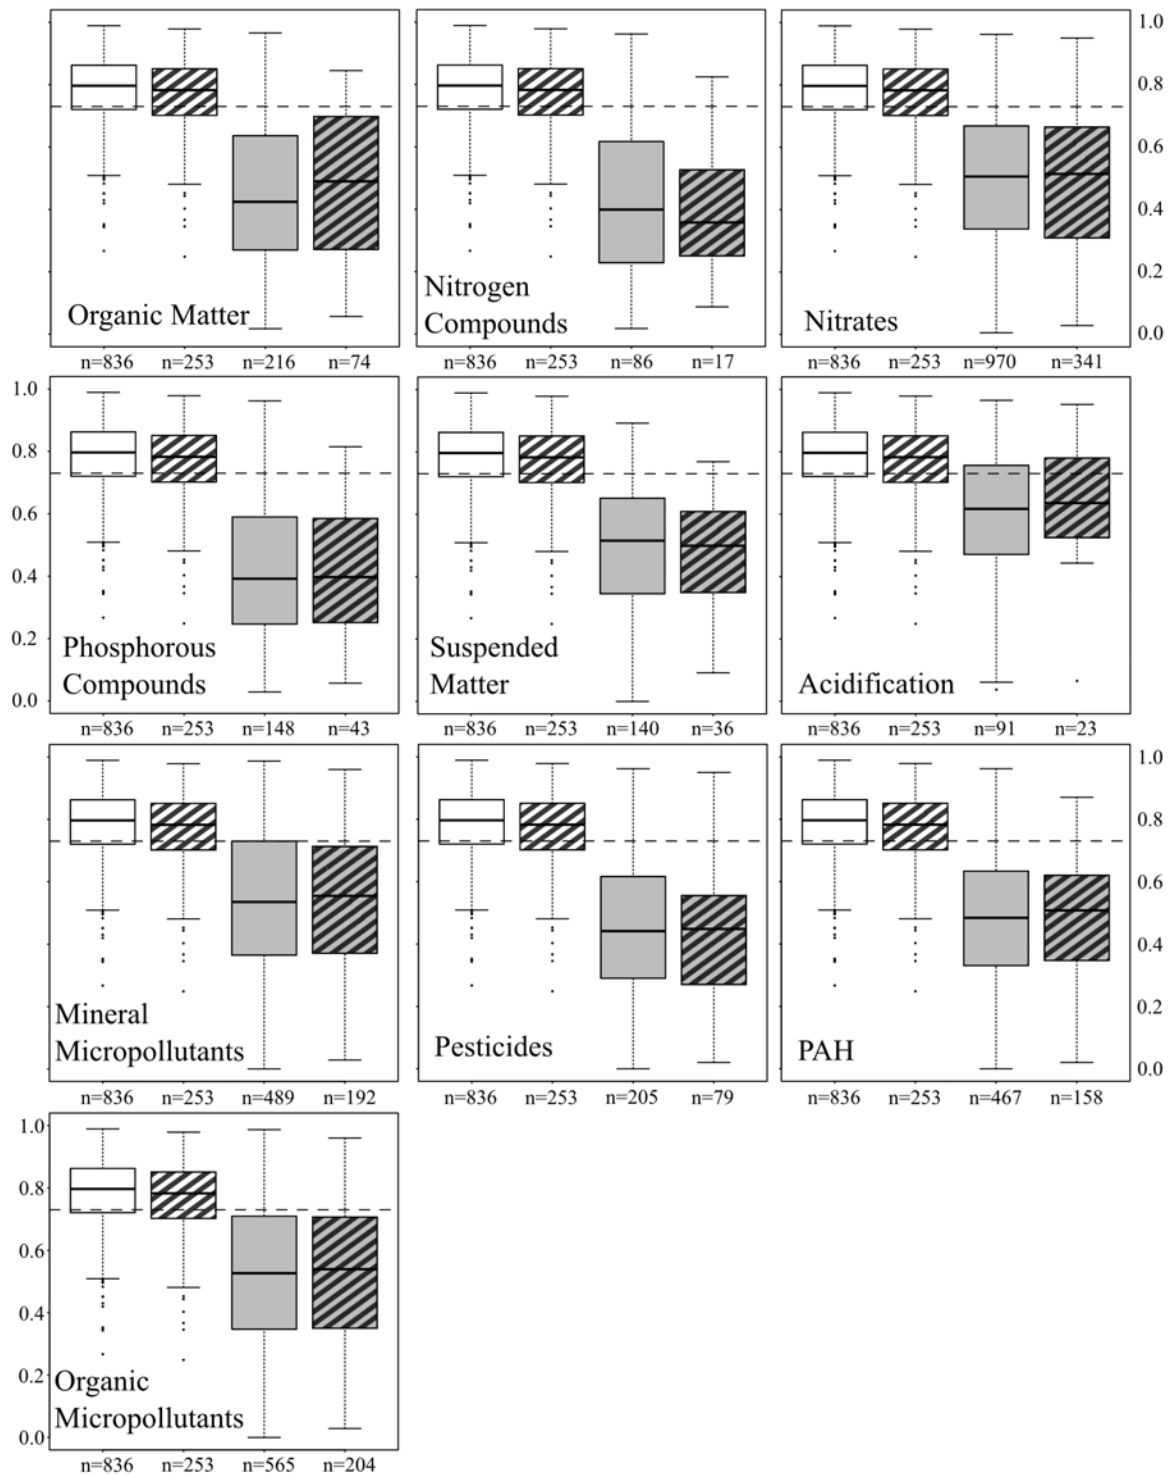 1.0
0.8
0.6
0.4
0.2
0.0
Organic Matter
Nitrogen
Compounds
Nitrates
n=836 n=253 n=216 n=74
n=836 n=253 n=86 n=17
n=836 n=253 n=970 n=341
1.0
0.8
0.6
0.4
0.2
0.0
Phosphorous
Compounds
Suspended
Matter
Acidification
n=836 n=253 n=148 n=43
n=836 n=253 n=140 n=36
n=836 n=253 n=91 n=23
1.0
0.8
0.6
0.4
0.2
0.0
Mineral
Micropollutants
Pesticides
PAH
n=836 n=253 n=489 n=192
n=836 n=253 n=205 n=79
n=836 n=253 n=467 n=158
1.0
0.8
0.6
0.4
0.2
0.0
Organic
Micropollutants
n=836 n=253 n=565 n=204